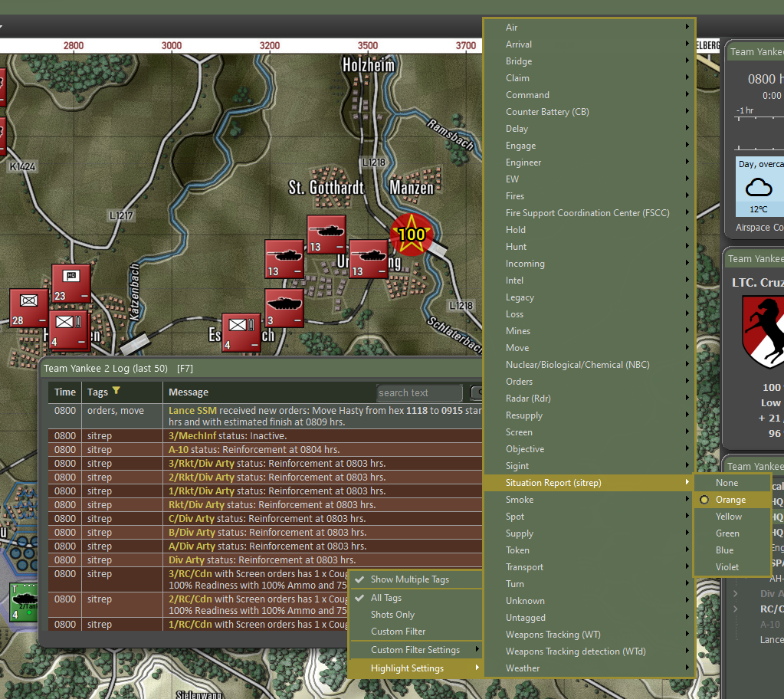 2800
3000
3200
3500
3700
ELBERG
Holzheim
Ramsbach
K1424
L1218
St. Gotthardt
Manzen
L1217
100
13
13
13
Ur
ng
23
28
4
3
4
Katzenbach
Es
ch
L1218
Schlaterbach
Team Yankee 2 Log (last 50) [F7]
Time
Tags
Message
search text
0800
orders, move
Lance SSM received new orders: Move Hasty from hex 1118 to 0915 star
hrs and with estimated finish at 0809 hrs.
0800
sitrep
3/MechInf status: Inactive.
0800
sitrep
A-10 status: Reinforcement at 0804 hrs.
0800
sitrep
3/Rkt/Div Arty status: Reinforcement at 0803 hrs.
0800
sitrep
2/Rkt/Div Arty status: Reinforcement at 0803 hrs.
0800
sitrep
1/Rkt/Div Arty status: Reinforcement at 0803 hrs.
0800
sitrep
Rkt/Div Arty status: Reinforcement at 0803 hrs.
0800
sitrep
C/Div Arty status: Reinforcement at 0803 hrs.
0800
sitrep
B/Div Arty status: Reinforcement at 0803 hrs.
0800
sitrep
A/Div Arty status: Reinforcement at 0803 hrs.
0800
sitrep
Div Arty status: Reinforcement at 0803 hrs.
0800
sitrep
3/RC/Cdn with Screen orders has 1 x Coug
100% Readiness with 100% Ammo and 75
0800
sitrep
2/RC/Cdn with Screen orders has 1 x Coug
100% Readiness with 100% Ammo and 75
0800
sitrep
1/RC/Cdn with Screen orders has 1 x Coug
4
Sielenwang
Show Multiple Tags
All Tags
Shots Only
Custom Filter
Custom Filter Settings
Highlight Settings
Air
Arrival
Bridge
Claim
Command
Counter Battery (CB)
Delay
Engage
Engineer
EW
Fires
Fire Support Coordination Center (FSCC)
Hold
Hunt
Incoming
Intel
Legacy
Loss
Mines
Move
Nuclear/Biological/Chemical (NBC)
Orders
Radar (Rdr)
Resupply
Screen
Objective
Sigint
Situation Report (sitrep)
Smoke
Spot
Supply
Token
Transport
Turn
Unknown
Untagged
Weapons Tracking (WT)
Weapons Tracking detection (WTd)
Weather
None
Orange
Yellow
Green
Blue
Violet
Team Yankee
0800 h
0:00
-1 hr
Day, overca
12°C
Airspace Co
Team Yankee
LTC. Cruz
100
Low
+ 21
96
Team Yankee
cal
HQ
HQ
HQ
Eng
SPA
AH-
Div A
RC/C
A-10
Lance